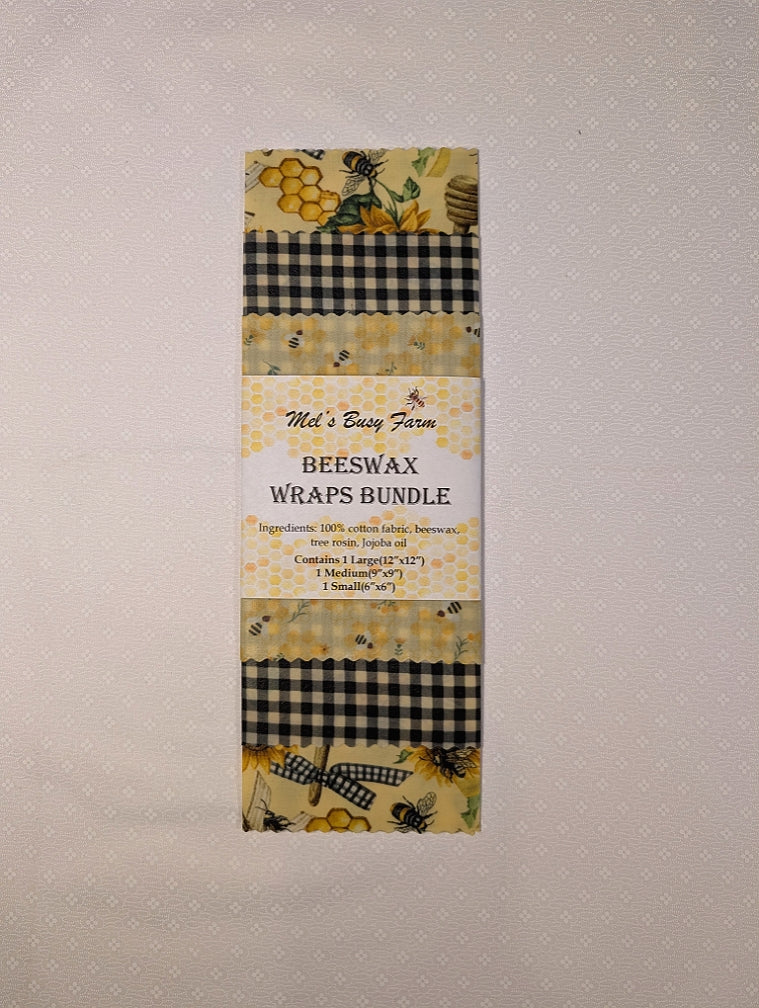 Mel's Busy Farm
BEESWAX
WRAPS BUNDLE
Ingredients: 100% cotton fabric, beeswax,
tree rosin, Jojoba oil
Contains 1 Large(12"x12")
1 Medium(9"x9")
1 Small(6"x6")